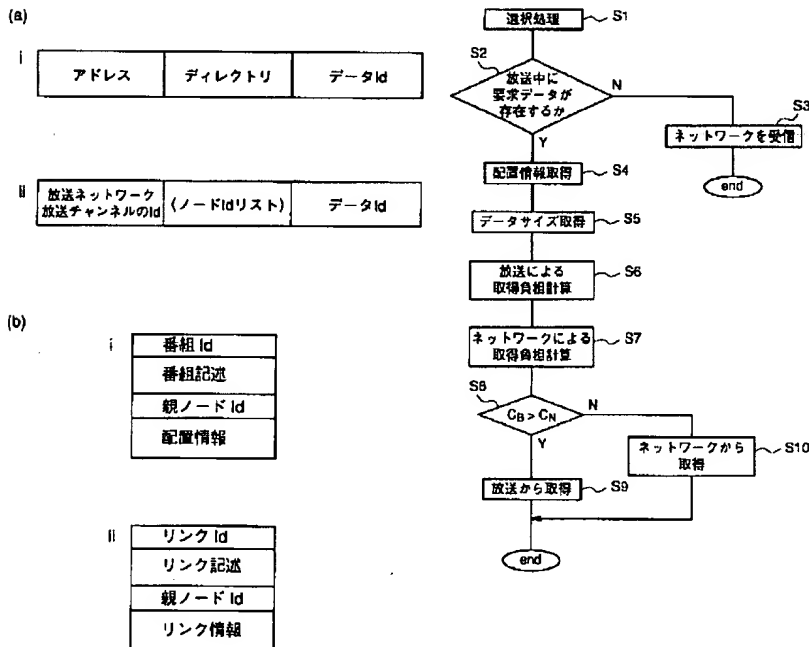 (a)
i
アドレス
ディレクトリ
データId
ii
放送ネットワーク
放送チャンネルのId
(ノードIdリスト)
データId
(b)
i
番組 Id
番組記述
親ノード Id
配置情報
ii
リンク Id
リンク記述
親ノード Id
リンク情報
選択処理
S1
S2
放送中に
要求データが
存在するか
N
Y
S3
ネットワークを受信
end
配置情報取得
S4
データサイズ取得
S5
放送による
取得負担計算
S6
ネットワークによる
取得負担計算
S7
S8
CB > CN
N
Y
ネットワークから
取得
S10
放送から取得
S9
end